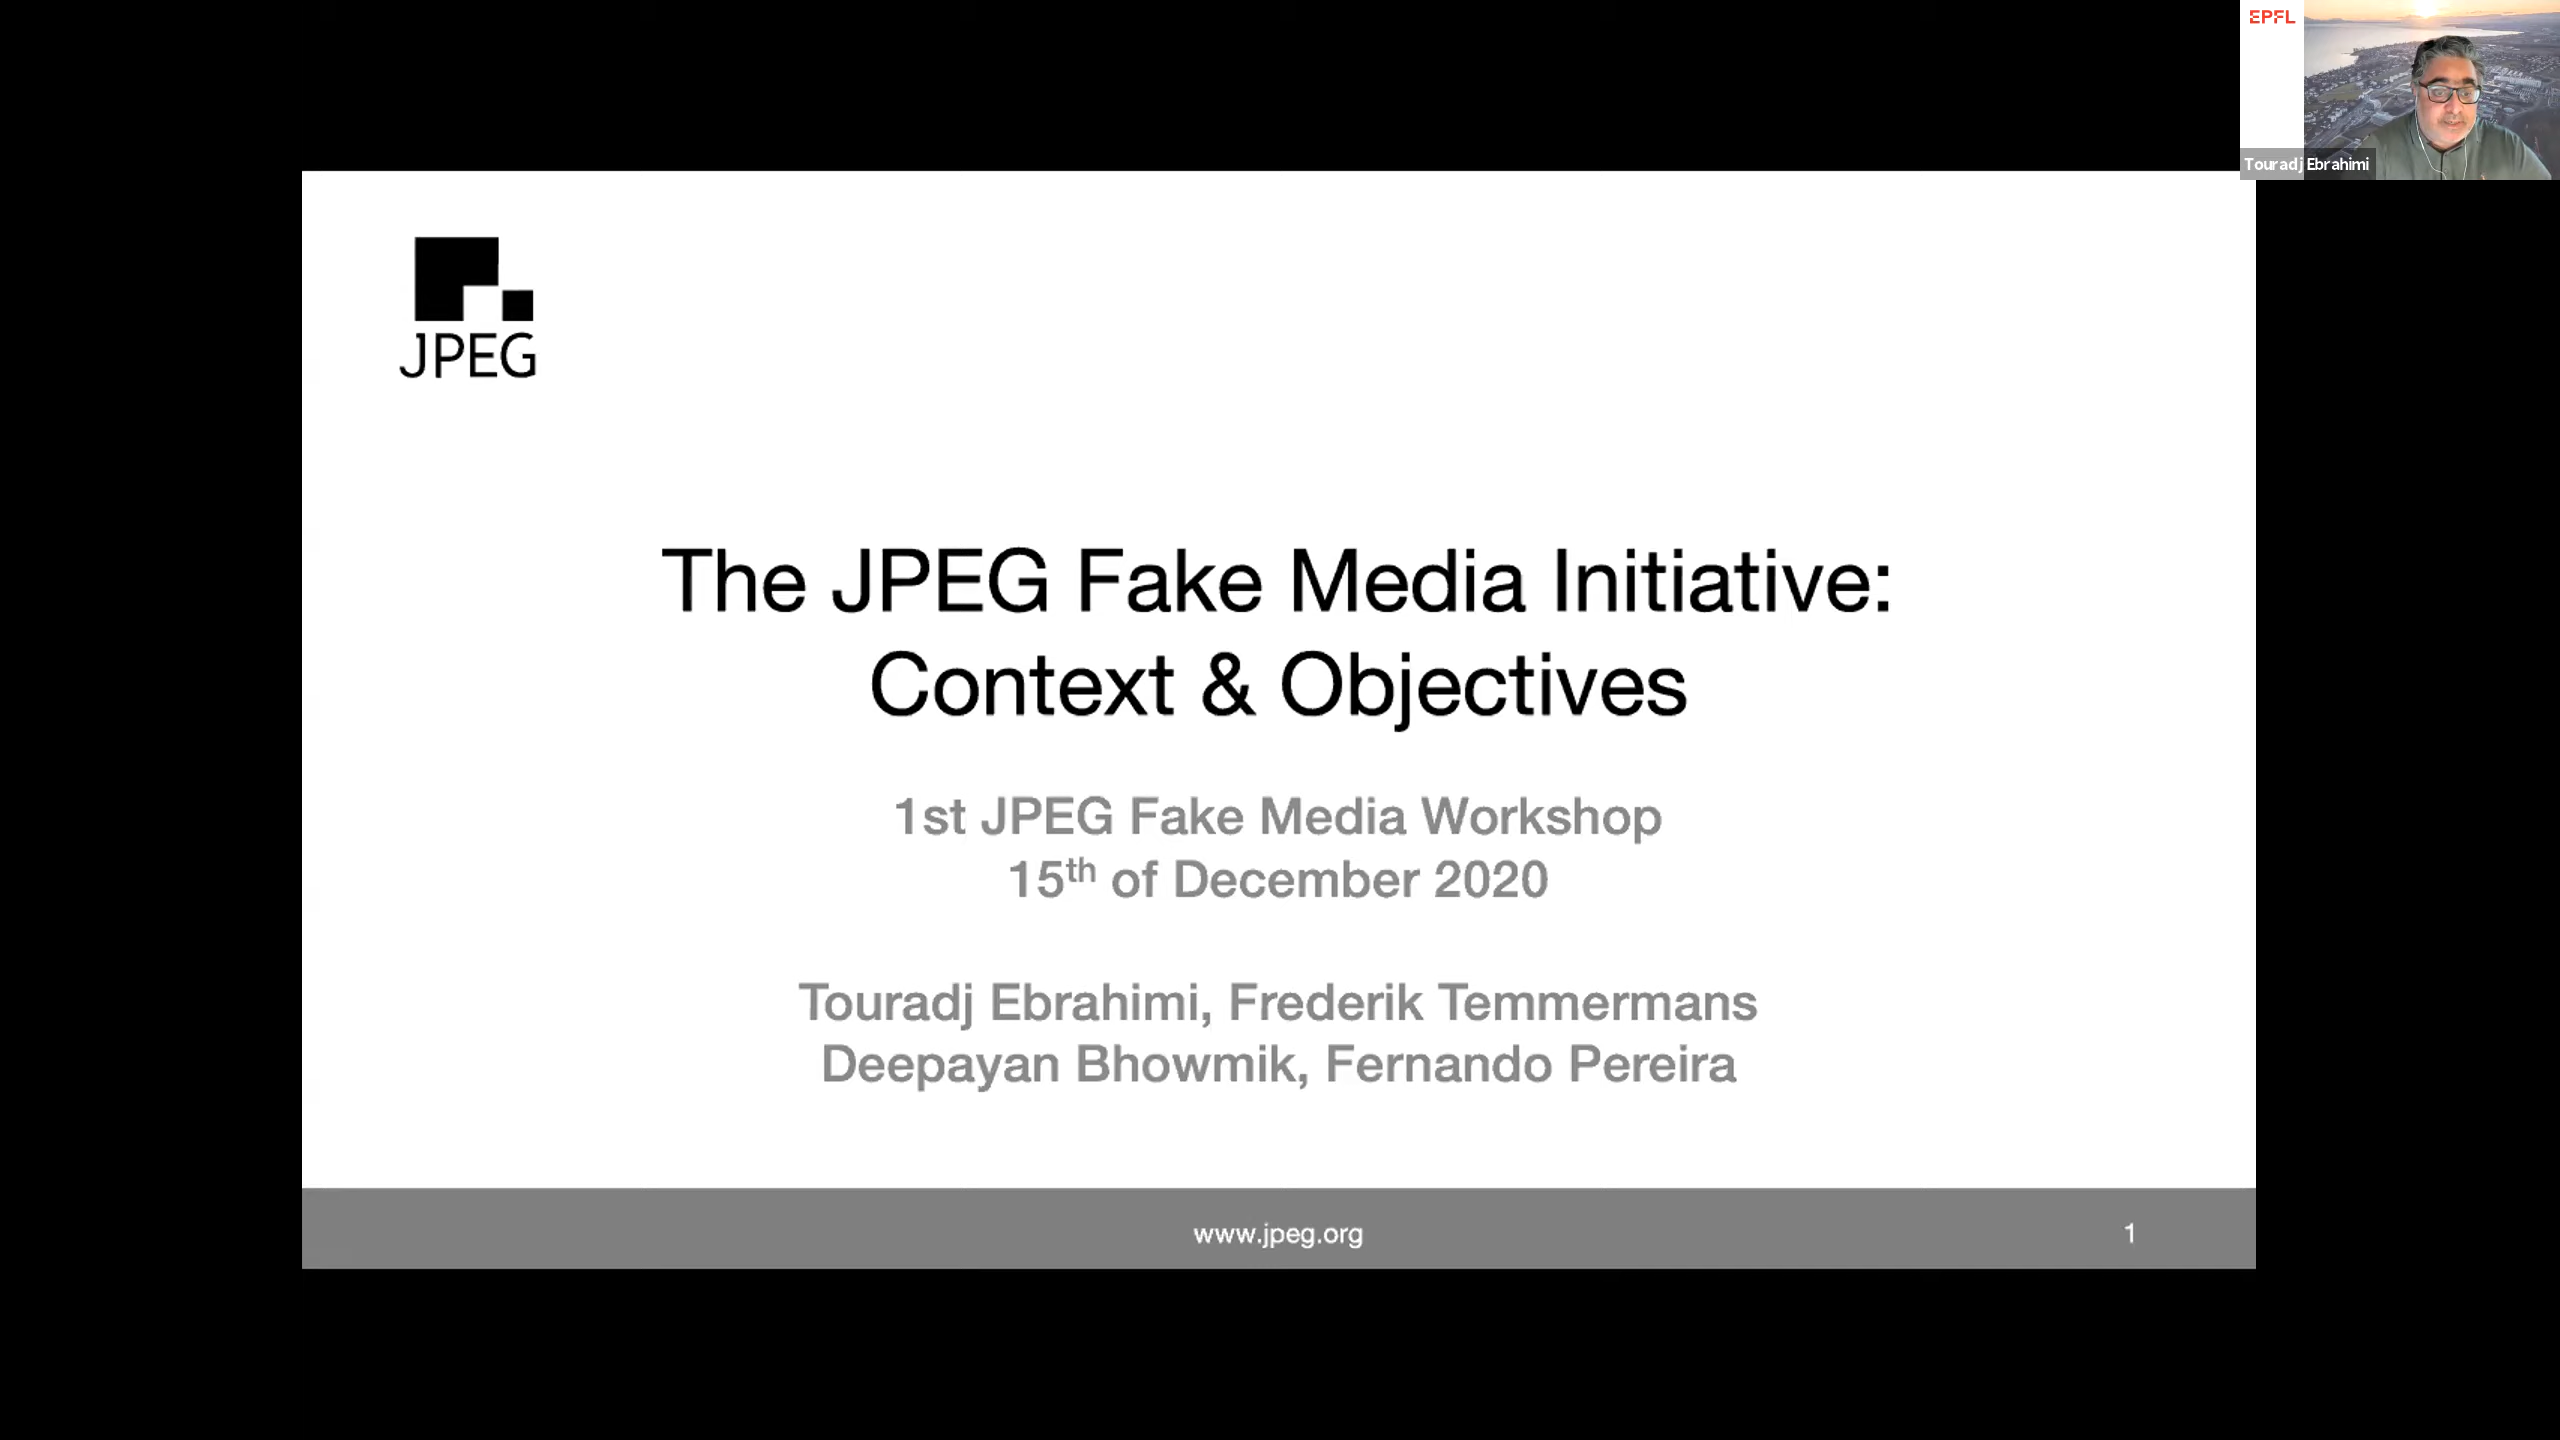 EPFL
Touradj Ebrahimi
JPEG
The JPEG Fake Media Initiative:
Context & Objectives
1st JPEG Fake Media Workshop
15th of December 2020
Touradj Ebrahimi, Frederik Temmermans
Deepayan Bhowmik, Fernando Pereira
www.jpeg.org
1